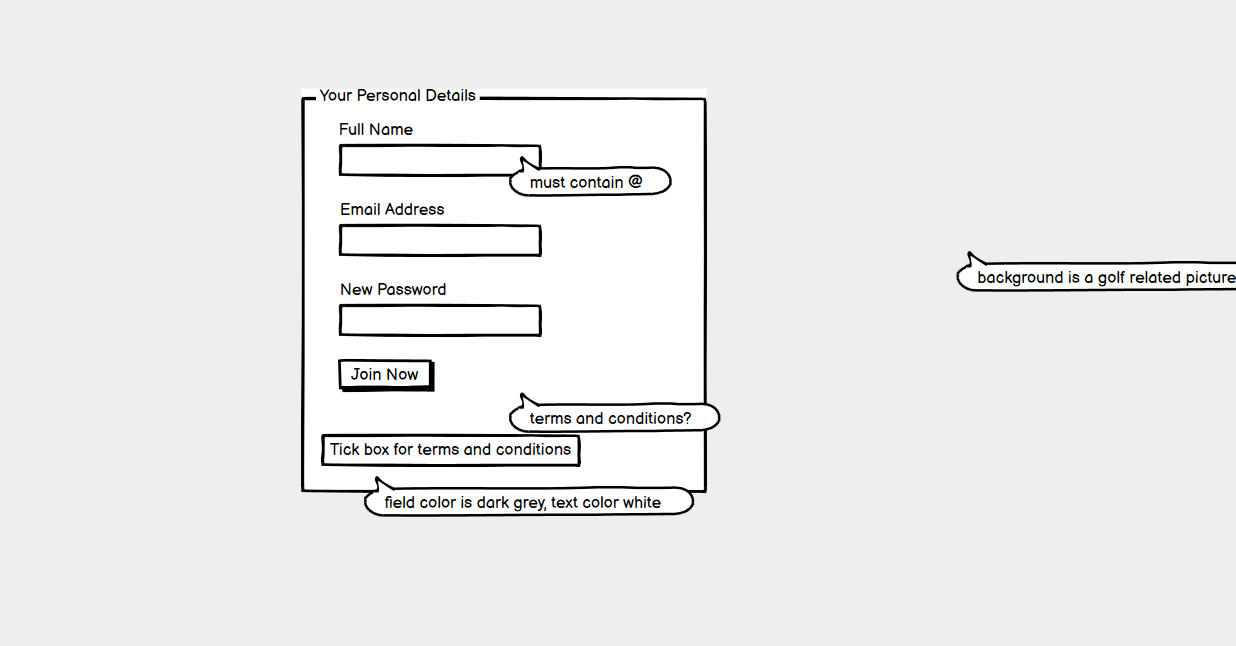 Your Personal Details
Full Name
must contain @
Email Address
background is a golf related picture
New Password
Join Now
terms and conditions?
Tick box for terms and conditions
field color is dark grey, text color white